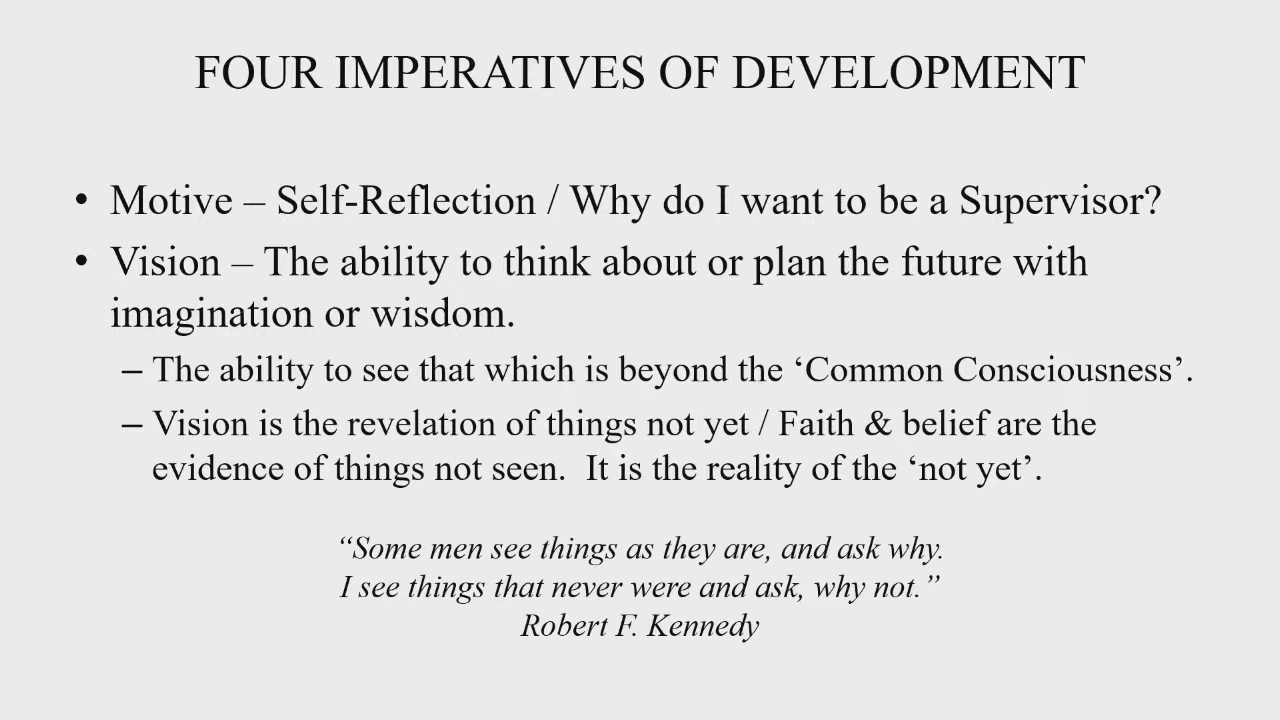 FOUR IMPERATIVES OF DEVELOPMENT
• Motive – Self-Reflection / Why do I want to be a Supervisor?
• Vision – The ability to think about or plan the future with
imagination or wisdom.
– The ability to see that which is beyond the ‘Common Consciousness’.
– Vision is the revelation of things not yet / Faith & belief are the
evidence of things not seen.  It is the reality of the ‘not yet’.
“Some men see things as they are, and ask why.
I see things that never were and ask, why not.”
Robert F. Kennedy